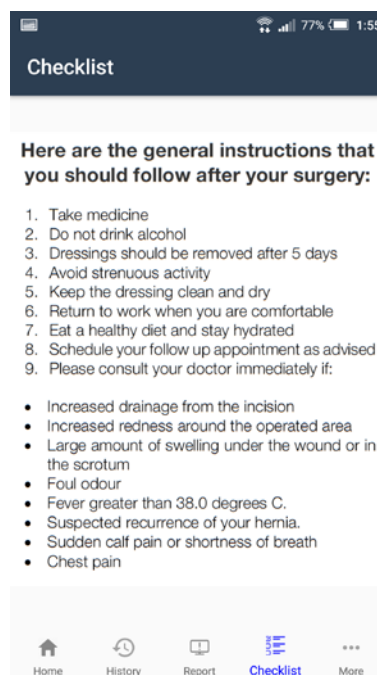 77% 1:55
Checklist
Here are the general instructions that
you should follow after your surgery:
1. Take medicine
2. Do not drink alcohol
3. Dressings should be removed after 5 days
4. Avoid strenuous activity
5. Keep the dressing clean and dry
6. Return to work when you are comfortable
7. Eat a healthy diet and stay hydrated
8. Schedule your follow up appointment as advised
9. Please consult your doctor immediately if:
• Increased drainage from the incision
• Increased redness around the operated area
• Large amount of swelling under the wound or in
the scrotum
• Foul odour
• Fever greater than 38.0 degrees C.
• Suspected recurrence of your hernia.
• Sudden calf pain or shortness of breath
• Chest pain
Home History Report Checklist More